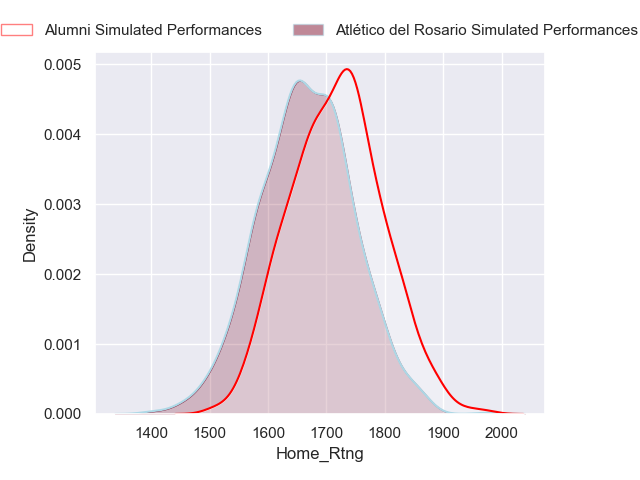 Alumni Simulated Performances
Atlético del Rosario Simulated Performances
0.005
0.004
0.003
0.002
0.001
0.000
Density
1400 1500 1600 1700 1800 1900 2000
Home_Rtng